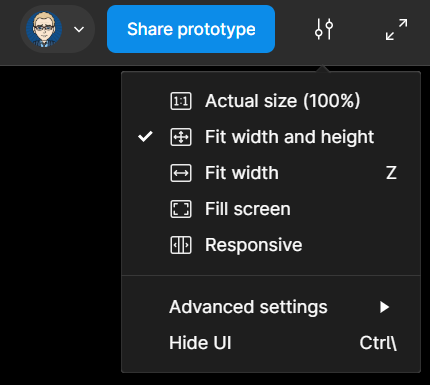 Share prototype
1:1 Actual size (100%)
Fit width and height
Fit width Z
Fill screen
Responsive
Advanced settings
Hide UI Ctrl\